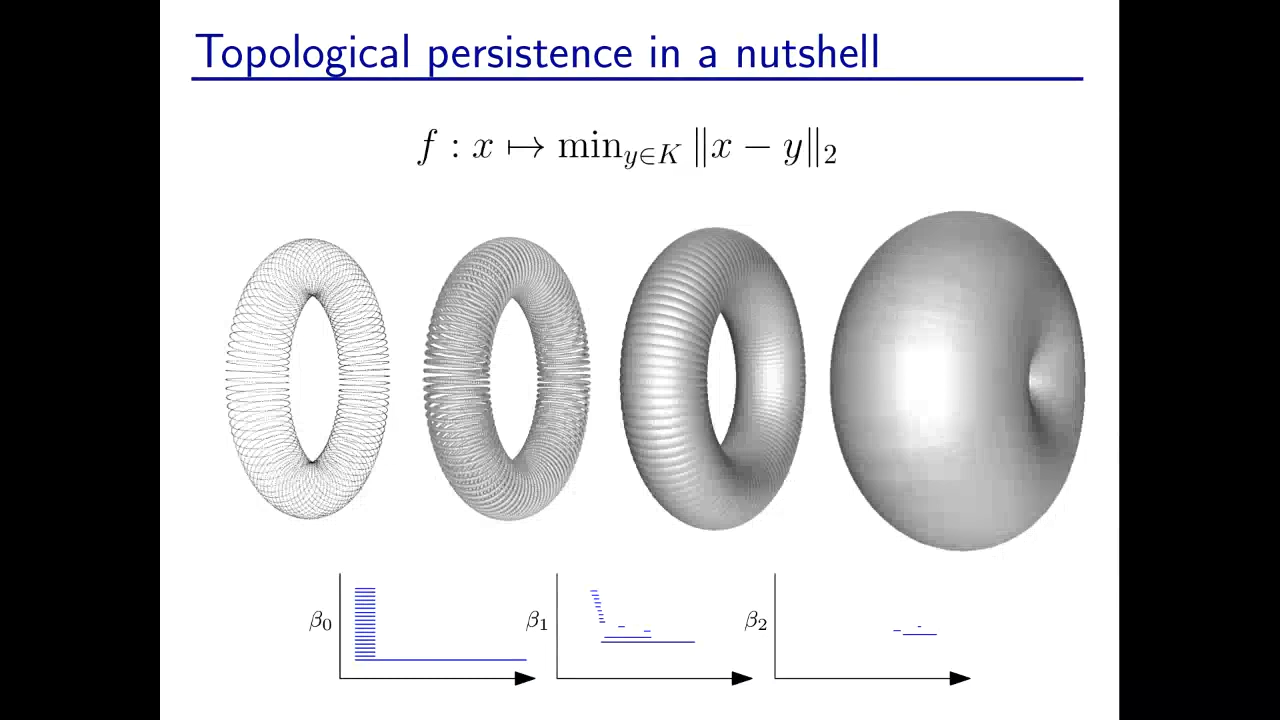 Topological persistence in a nutshell
f : x ↦ min_{y∈K} ‖x − y‖₂
β₀
β₁
β₂